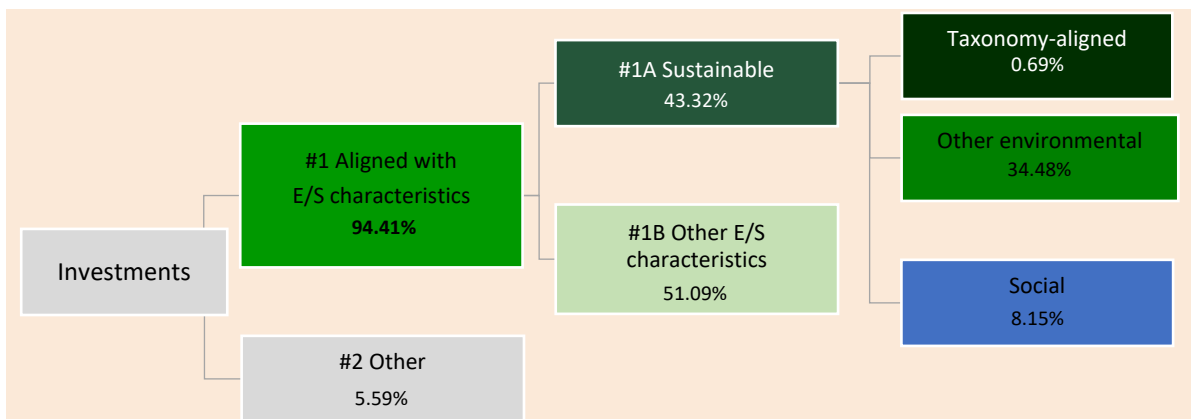 Investments
#1 Aligned with
E/S characteristics
94.41%
#2 Other
5.59%
#1A Sustainable
43.32%
#1B Other E/S
characteristics
51.09%
Taxonomy-aligned
0.69%
Other environmental
34.48%
Social
8.15%